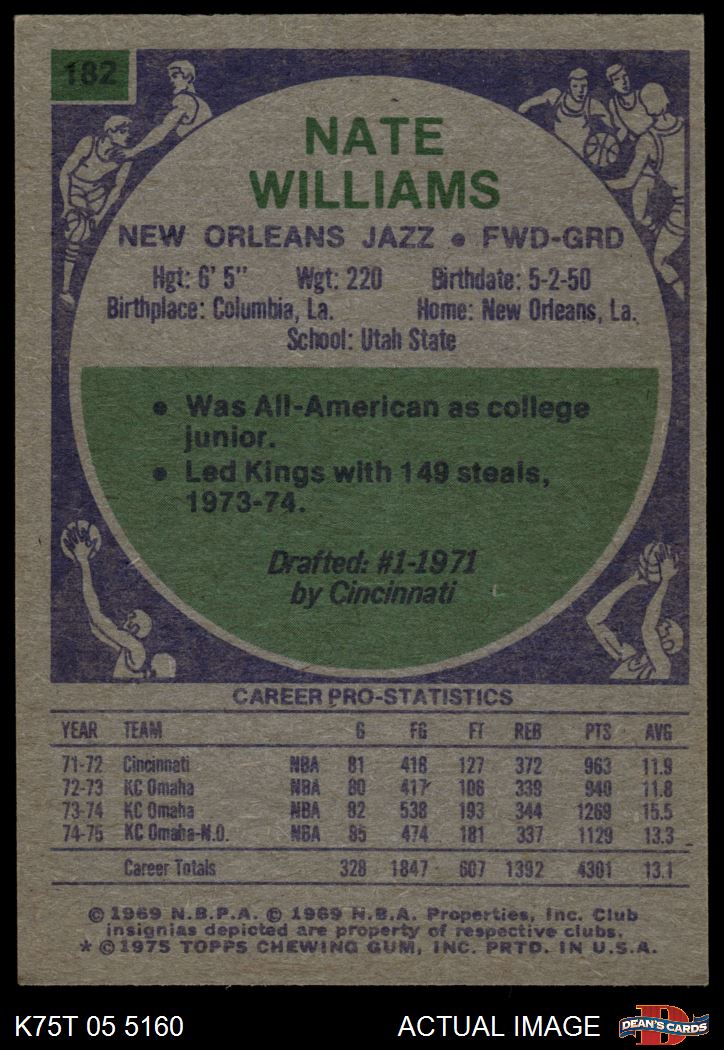 182
NATE
WILLIAMS
NEW ORLEANS JAZZ • FWD-GRD
Hgt: 6' 5" Wgt: 220 Birthdate: 5-2-50
Birthplace: Columbia, La. Home: New Orleans, La.
School: Utah State
• Was All-American as college
junior.
• Led Kings with 149 steals,
1973-74.
Drafted: #1-1971
by Cincinnati
CAREER PRO-STATISTICS
YEAR TEAM G FG FT REB PTS AVG
71-72 Cincinnati NBA 81 418 127 372 963 11.9
72-73 KC Omaha NBA 80 417 106 339 940 11.8
73-74 KC Omaha NBA 82 538 193 344 1269 15.5
74-75 KC Omaha-N.O. NBA 85 474 181 337 1129 13.3
Career Totals 328 1847 607 1392 4301 13.1
© 1969 N.B.P.A. © 1969 N.B.A. Properties, Inc. Club
insignias depicted are property of respective clubs.
* © 1975 TOPPS CHEWING GUM, INC. PRTD. IN U.S.A.
K75T 05 5160 ACTUAL IMAGE D DEAN'S CARDS